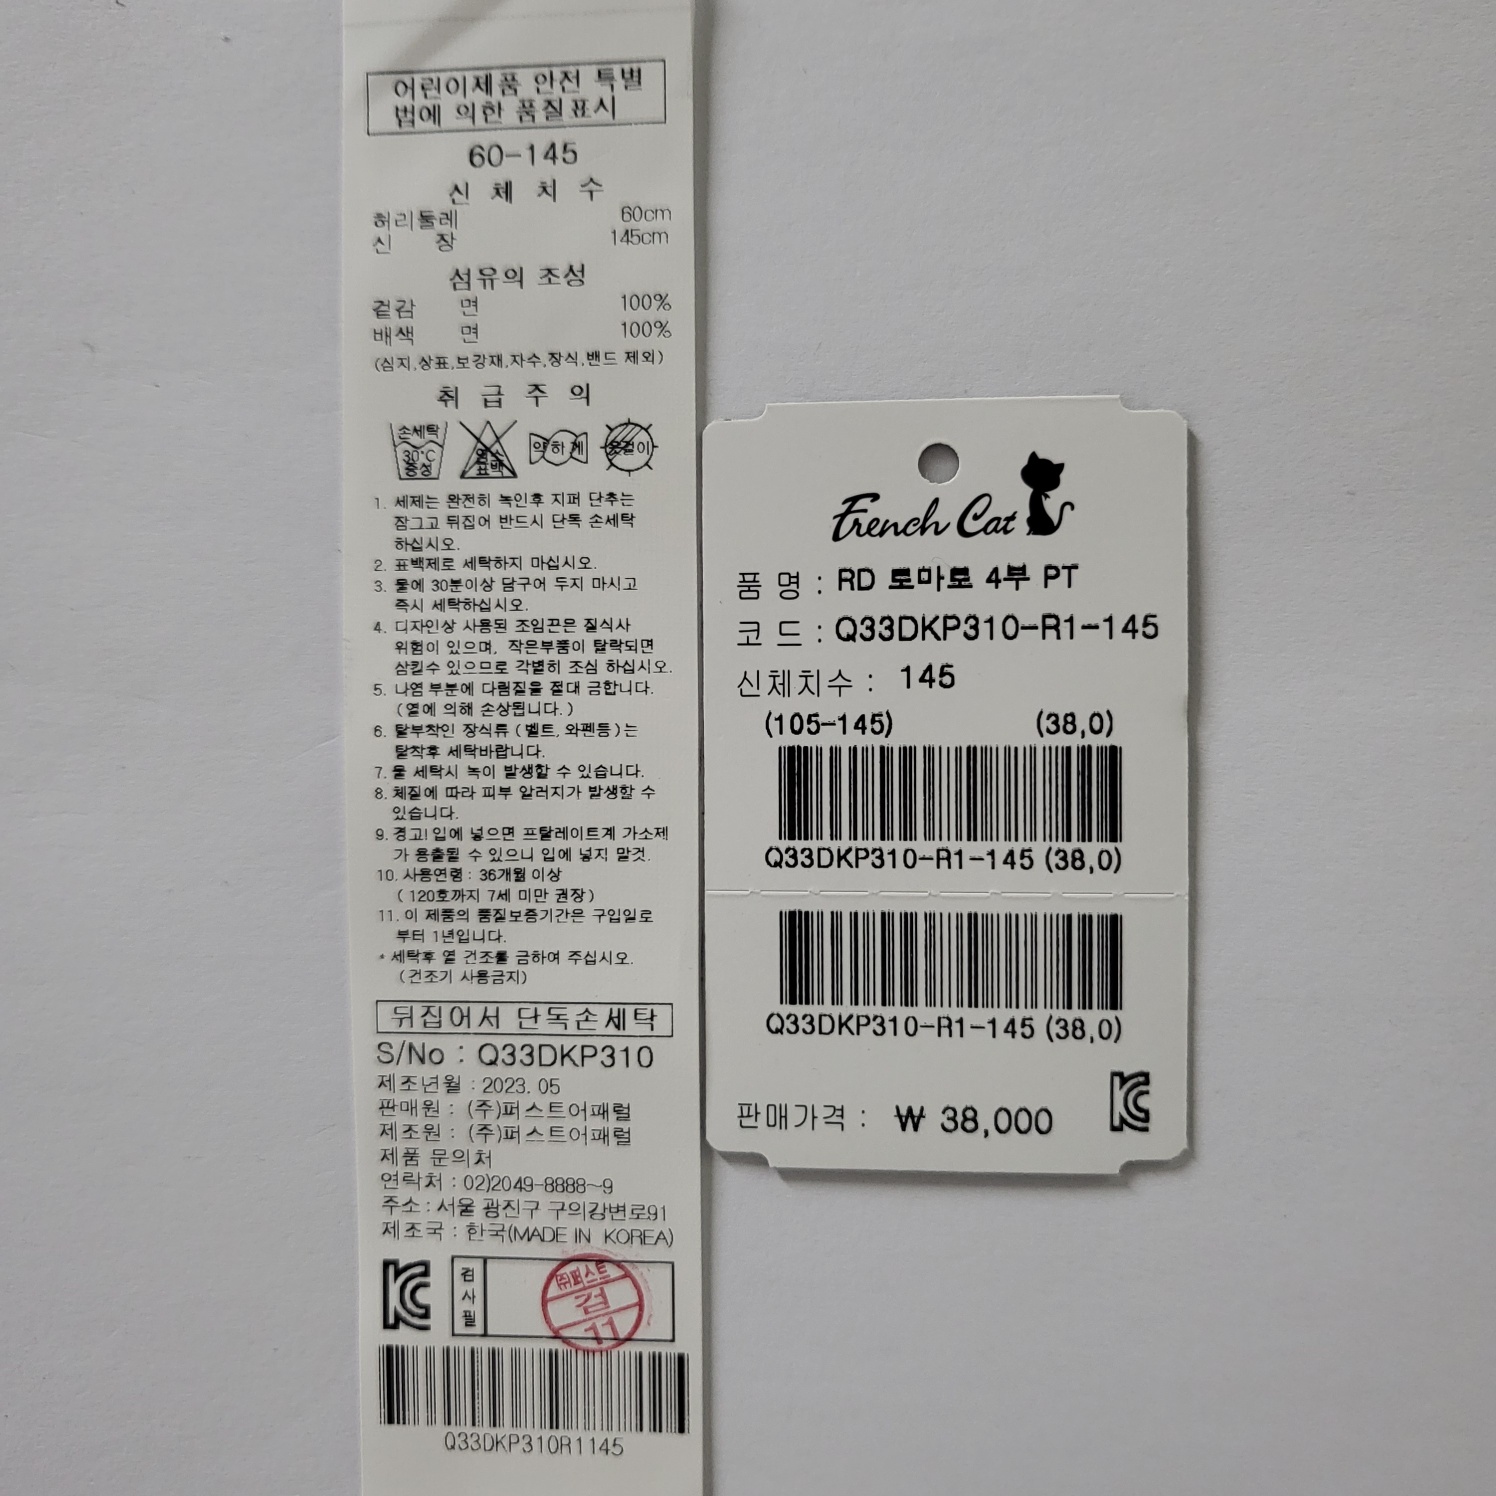 어린이제품 안전 특별
법에 의한 품질표시
60-145
신 체 치 수
허리둘레 60cm
신 장 145cm
섬유의 조성
겉감 면 100%
배색 면 100%
(심지,상표,보강재,자수,장식,밴드 제외)
취 급 주 의
손세탁
30°C
중성
염소
표백
약하게
옷걸이
1. 세제는 완전히 녹인후 지퍼 단추는
잠그고 뒤집어 반드시 단독 손세탁
하십시오.
2. 표백제로 세탁하지 마십시오.
3. 물에 30분이상 담구어 두지 마시고
즉시 세탁하십시오.
4. 디자인상 사용된 조임끈은 질식사
위험이 있으며, 작은부품이 탈락되면
삼킬수 있으므로 각별히 조심 하십시오.
5. 나염 부분에 다림질을 절대 금합니다.
(열에 의해 손상됩니다.)
6. 탈부착인 장식류 (벨트, 와펜등)는
탈착후 세탁바랍니다.
7. 물 세탁시 녹이 발생할 수 있습니다.
8. 체질에 따라 피부 알러지가 발생할 수
있습니다.
9. 경고! 입에 넣으면 프탈레이트계 가소제
가 용출될 수 있으니 입에 넣지 말것.
10. 사용연령 : 36개월 이상
( 120호까지 7세 미만 권장)
11. 이 제품의 품질보증기간은 구입일로
부터 1년입니다.
* 세탁후 열 건조를 금하여 주십시오.
(건조기 사용금지)
뒤집어서 단독손세탁
S/No : Q33DKP310
제조년월 : 2023. 05
판매원 : (주)퍼스트어패럴
제조원 : (주)퍼스트어패럴
제품 문의처
연락처 : 02)2049-8888~9
주소 : 서울 광진구 구의강변로91
제조국 : 한국(MADE IN KOREA)
KC
검사필
㈜퍼스트
검
11
Q33DKP310R1145
French Cat
품 명 : RD 토마토 4부 PT
코 드 : Q33DKP310-R1-145
신체치수 : 145
(105-145) (38,0)
Q33DKP310-R1-145 (38,0)
Q33DKP310-R1-145 (38,0)
판매가격 : ₩ 38,000
KC